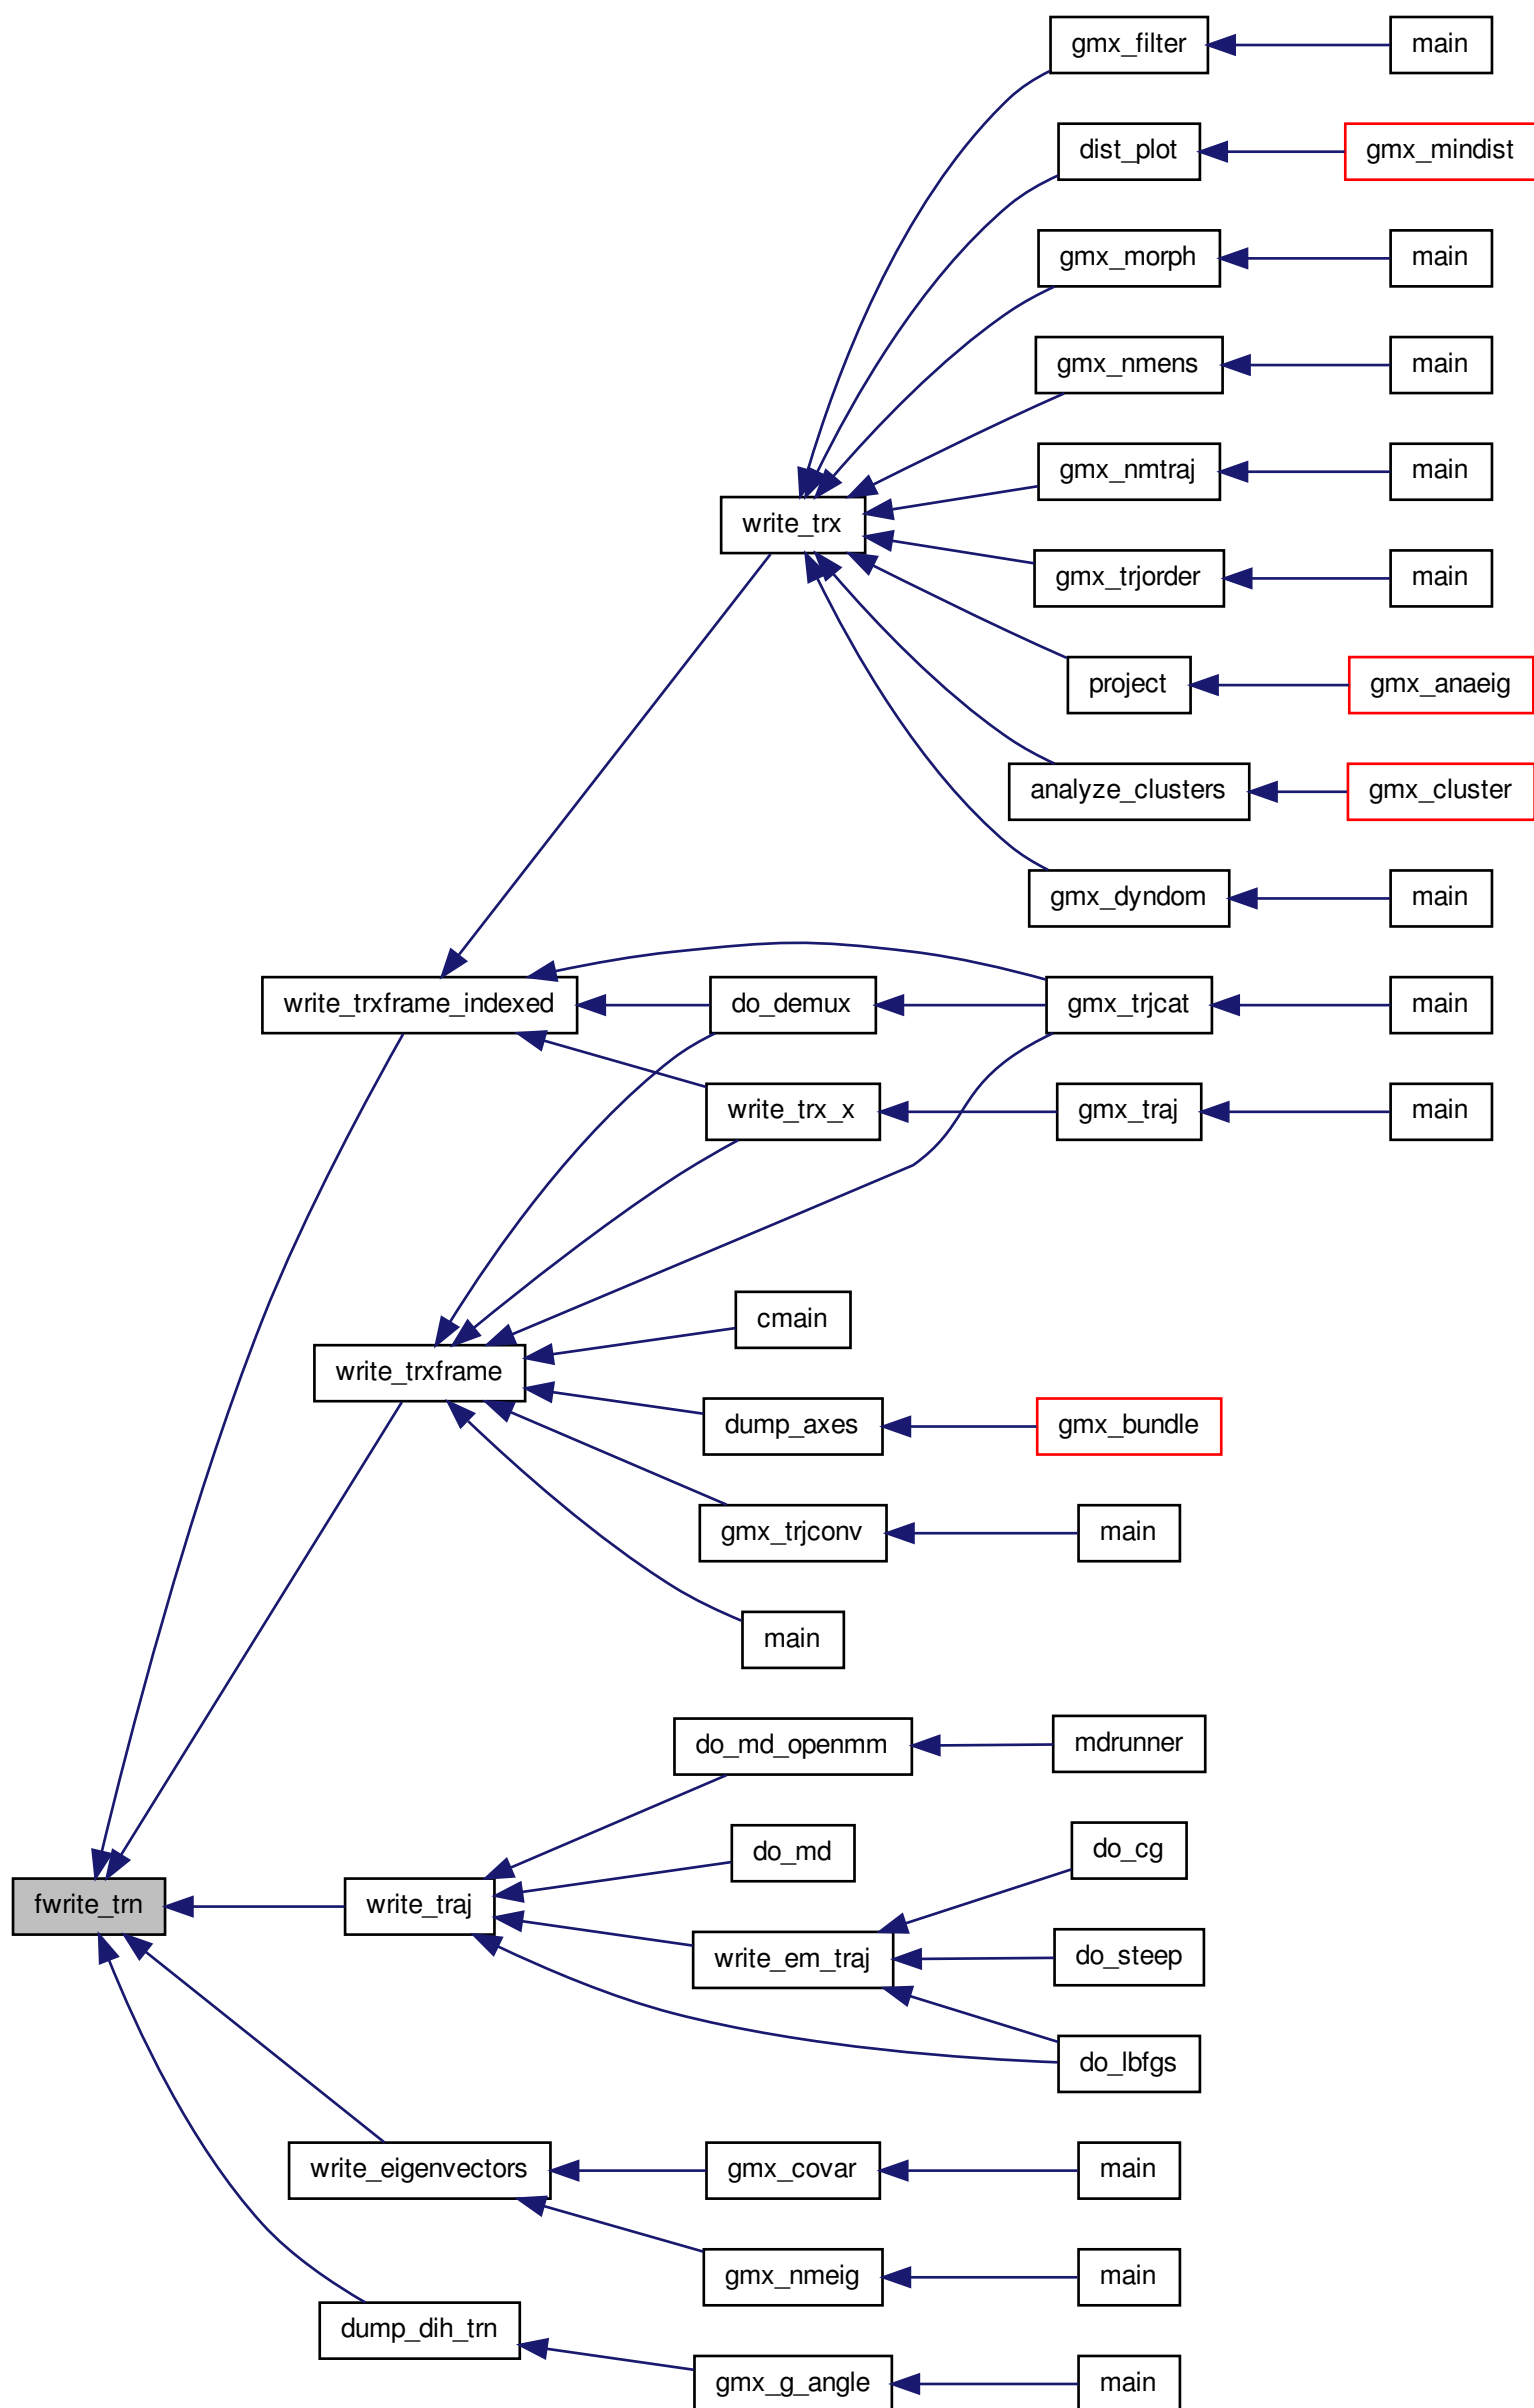 gmx_filter
main
dist_plot
gmx_mindist
gmx_morph
main
gmx_nmens
main
gmx_nmtraj
main
write_trx
gmx_trjorder
main
project
gmx_anaeig
analyze_clusters
gmx_cluster
gmx_dyndom
main
write_trxframe_indexed
do_demux
gmx_trjcat
main
write_trx_x
gmx_traj
main
cmain
write_trxframe
dump_axes
gmx_bundle
gmx_trjconv
main
main
do_md_openmm
mdrunner
do_md
do_cg
fwrite_trn
write_traj
write_em_traj
do_steep
do_lbfgs
write_eigenvectors
gmx_covar
main
gmx_nmeig
main
dump_dih_trn
gmx_g_angle
main